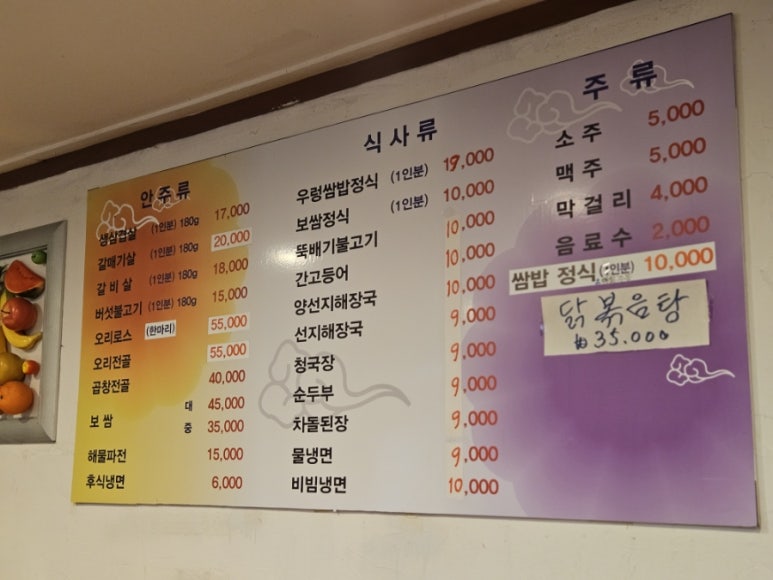 안 주 류
생삼겹살 (1인분) 180g 17,000
갈매기살 (1인분) 180g 20,000
갈 비 살 (1인분) 180g 18,000
버섯불고기 (1인분) 180g 15,000
오리로스 (한마리) 55,000
오리전골 55,000
곱창전골 40,000
보 쌈 대 45,000
중 35,000
해물파전 15,000
후식냉면 6,000
식 사 류
우렁쌈밥정식 (1인분) 19,000
보쌈정식 (1인분) 10,000
뚝배기불고기 10,000
간고등어 10,000
양선지해장국 10,000
선지해장국 9,000
청국장 9,000
순두부 9,000
차돌된장 9,000
물냉면 9,000
비빔냉면 10,000
주 류
소 주 5,000
맥 주 5,000
막 걸 리 4,000
음 료 수 2,000
쌈밥 정식 (1인분) 10,000
닭볶음탕
₩35.000